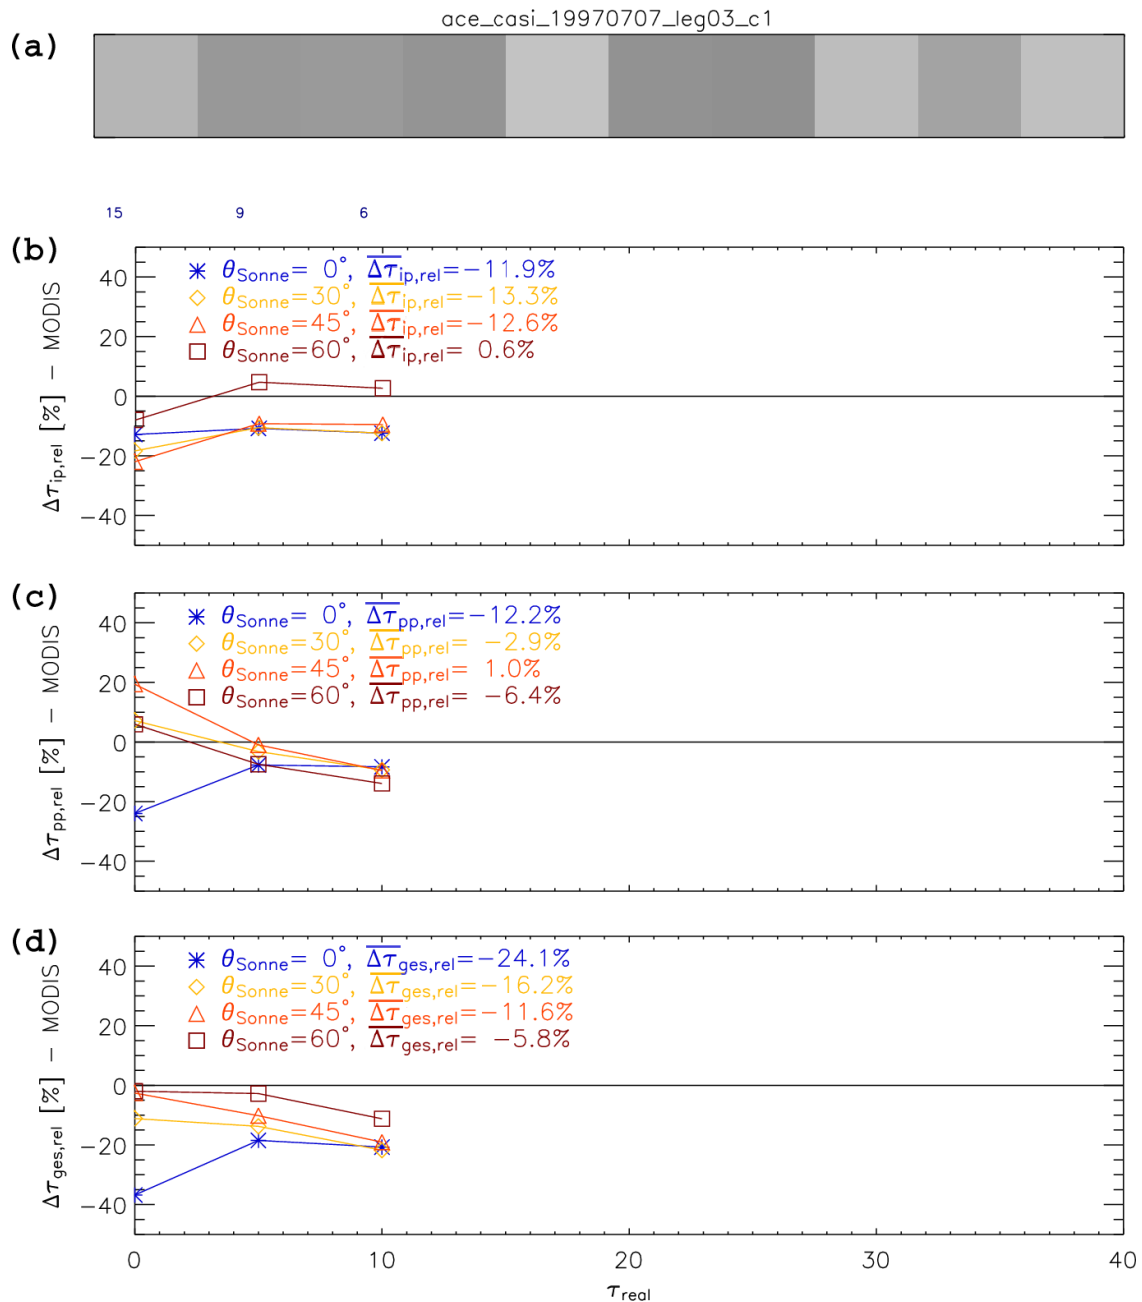 ace_casi_19970707_leg03_c1
(a)
15 9 6
(b)
θSonne= 0°, Δτip,rel=−11.9%
θSonne=30°, Δτip,rel=−13.3%
θSonne=45°, Δτip,rel=−12.6%
θSonne=60°, Δτip,rel= 0.6%
Δτip,rel [%] − MODIS
40
20
0
−20
−40
(c)
θSonne= 0°, Δτpp,rel=−12.2%
θSonne=30°, Δτpp,rel= −2.9%
θSonne=45°, Δτpp,rel= 1.0%
θSonne=60°, Δτpp,rel= −6.4%
Δτpp,rel [%] − MODIS
40
20
0
−20
−40
(d)
θSonne= 0°, Δτges,rel=−24.1%
θSonne=30°, Δτges,rel=−16.2%
θSonne=45°, Δτges,rel=−11.6%
θSonne=60°, Δτges,rel= −5.8%
Δτges,rel [%] − MODIS
40
20
0
−20
−40
0 10 20 30 40
τreal